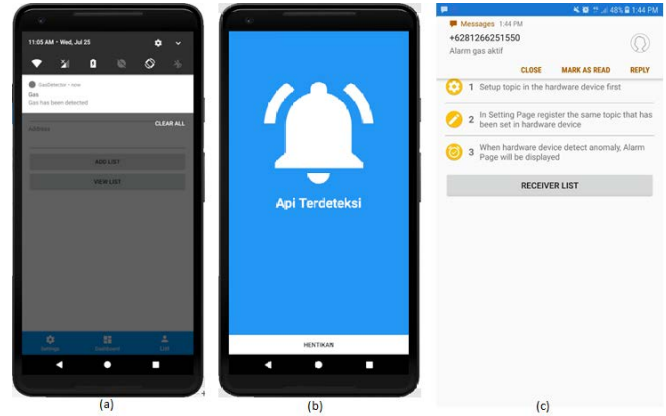 11:05 AM • Wed, Jul 25
GasDetector • now
Gas
Gas has been detected
CLEAR ALL
Address
ADD LIST
VIEW LIST
Settings
Dashboard
List
(a)
Api Terdeteksi
HENTIKAN
(b)
48% 1:44 PM
Messages 1:44 PM
+6281266251550
Alarm gas aktif
CLOSE
MARK AS READ
REPLY
1 Setup topic in the hardware device first
2 In Setting Page register the same topic that has
been set in hardware device
3 When hardware device detect anomaly, Alarm
Page will be displayed
RECEIVER LIST
(c)